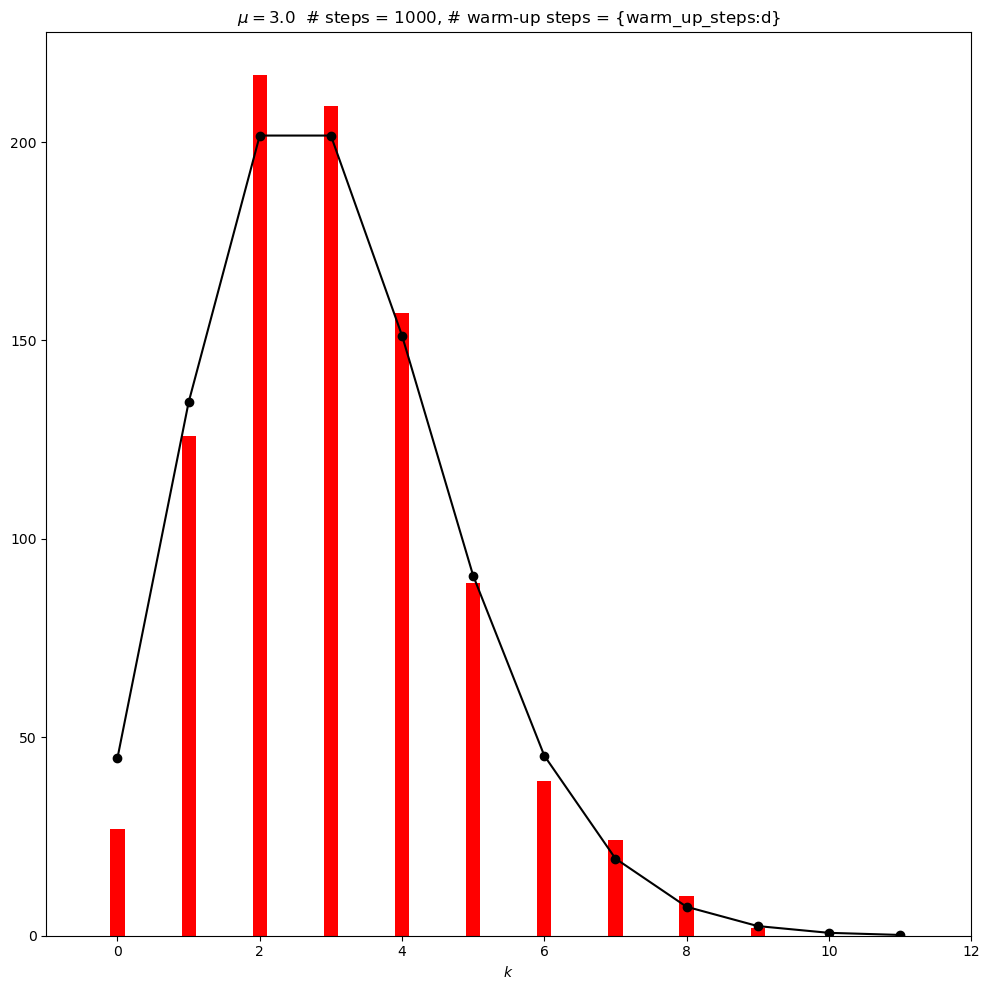 μ = 3.0 # steps = 1000, # warm-up steps = {warm_up_steps:d}
200
150
100
50
0
0 2 4 6 8 10 12
k